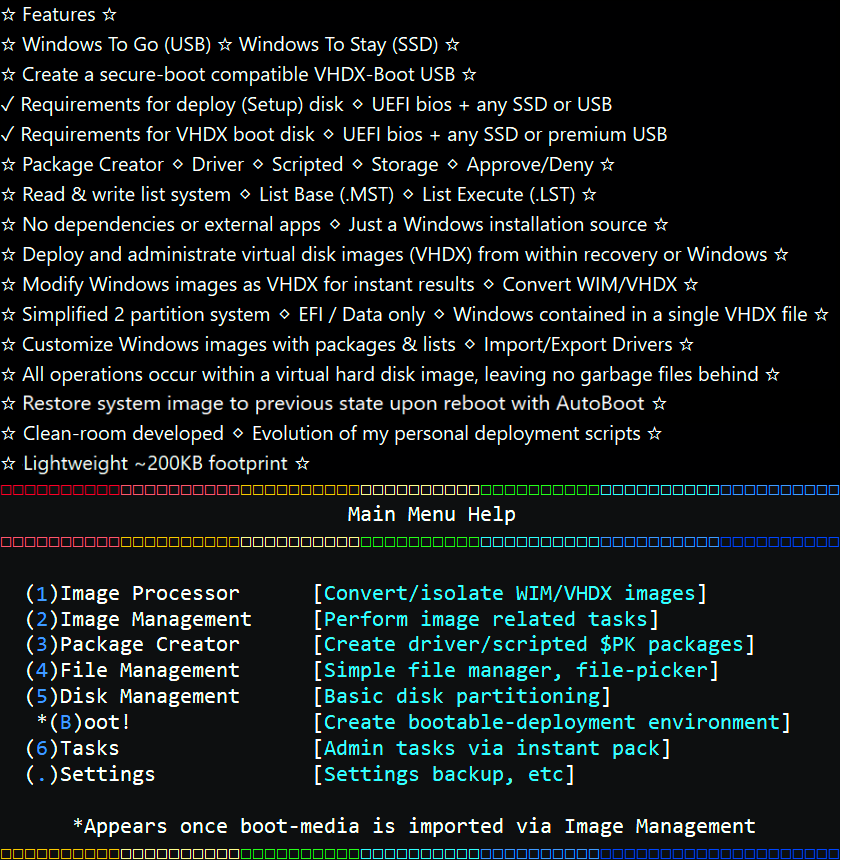 ☆ Features ☆
☆ Windows To Go (USB) ☆ Windows To Stay (SSD) ☆
☆ Create a secure-boot compatible VHDX-Boot USB ☆
✓ Requirements for deploy (Setup) disk ⋄ UEFI bios + any SSD or USB
✓ Requirements for VHDX boot disk ⋄ UEFI bios + any SSD or premium USB
☆ Package Creator ⋄ Driver ⋄ Scripted ⋄ Storage ⋄ Approve/Deny ☆
☆ Read & write list system ⋄ List Base (.MST) ⋄ List Execute (.LST) ☆
☆ No dependencies or external apps ⋄ Just a Windows installation source ☆
☆ Deploy and administrate virtual disk images (VHDX) from within recovery or Windows ☆
☆ Modify Windows images as VHDX for instant results ⋄ Convert WIM/VHDX ☆
☆ Simplified 2 partition system ⋄ EFI / Data only ⋄ Windows contained in a single VHDX file ☆
☆ Customize Windows images with packages & lists ⋄ Import/Export Drivers ☆
☆ All operations occur within a virtual hard disk image, leaving no garbage files behind ☆
☆ Restore system image to previous state upon reboot with AutoBoot ☆
☆ Clean-room developed ⋄ Evolution of my personal deployment scripts ☆
☆ Lightweight ~200KB footprint ☆
Main Menu Help
(1)Image Processor [Convert/isolate WIM/VHDX images]
(2)Image Management [Perform image related tasks]
(3)Package Creator [Create driver/scripted $PK packages]
(4)File Management [Simple file manager, file-picker]
(5)Disk Management [Basic disk partitioning]
*(B)oot! [Create bootable-deployment environment]
(6)Tasks [Admin tasks via instant pack]
(.)Settings [Settings backup, etc]
*Appears once boot-media is imported via Image Management